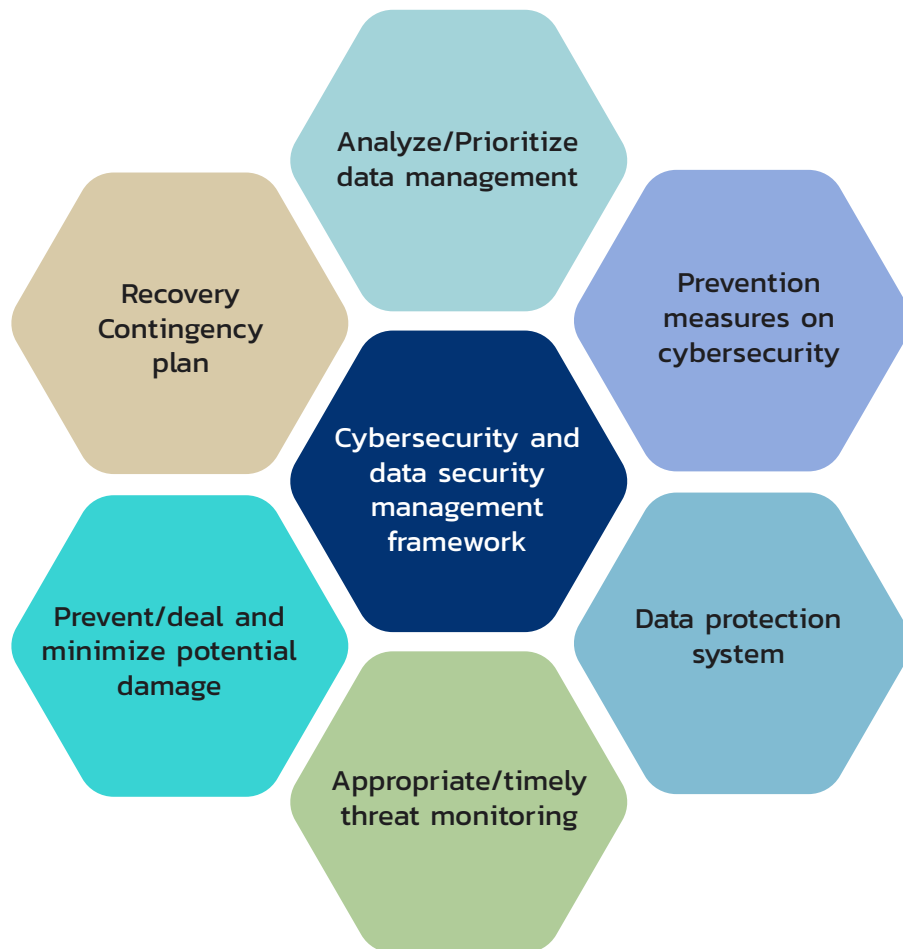 Analyze/Prioritize
data management
Prevention
measures on
cybersecurity
Recovery
Contingency
plan
Cybersecurity and
data security
management
framework
Data protection
system
Prevent/deal and
minimize potential
damage
Appropriate/timely
threat monitoring